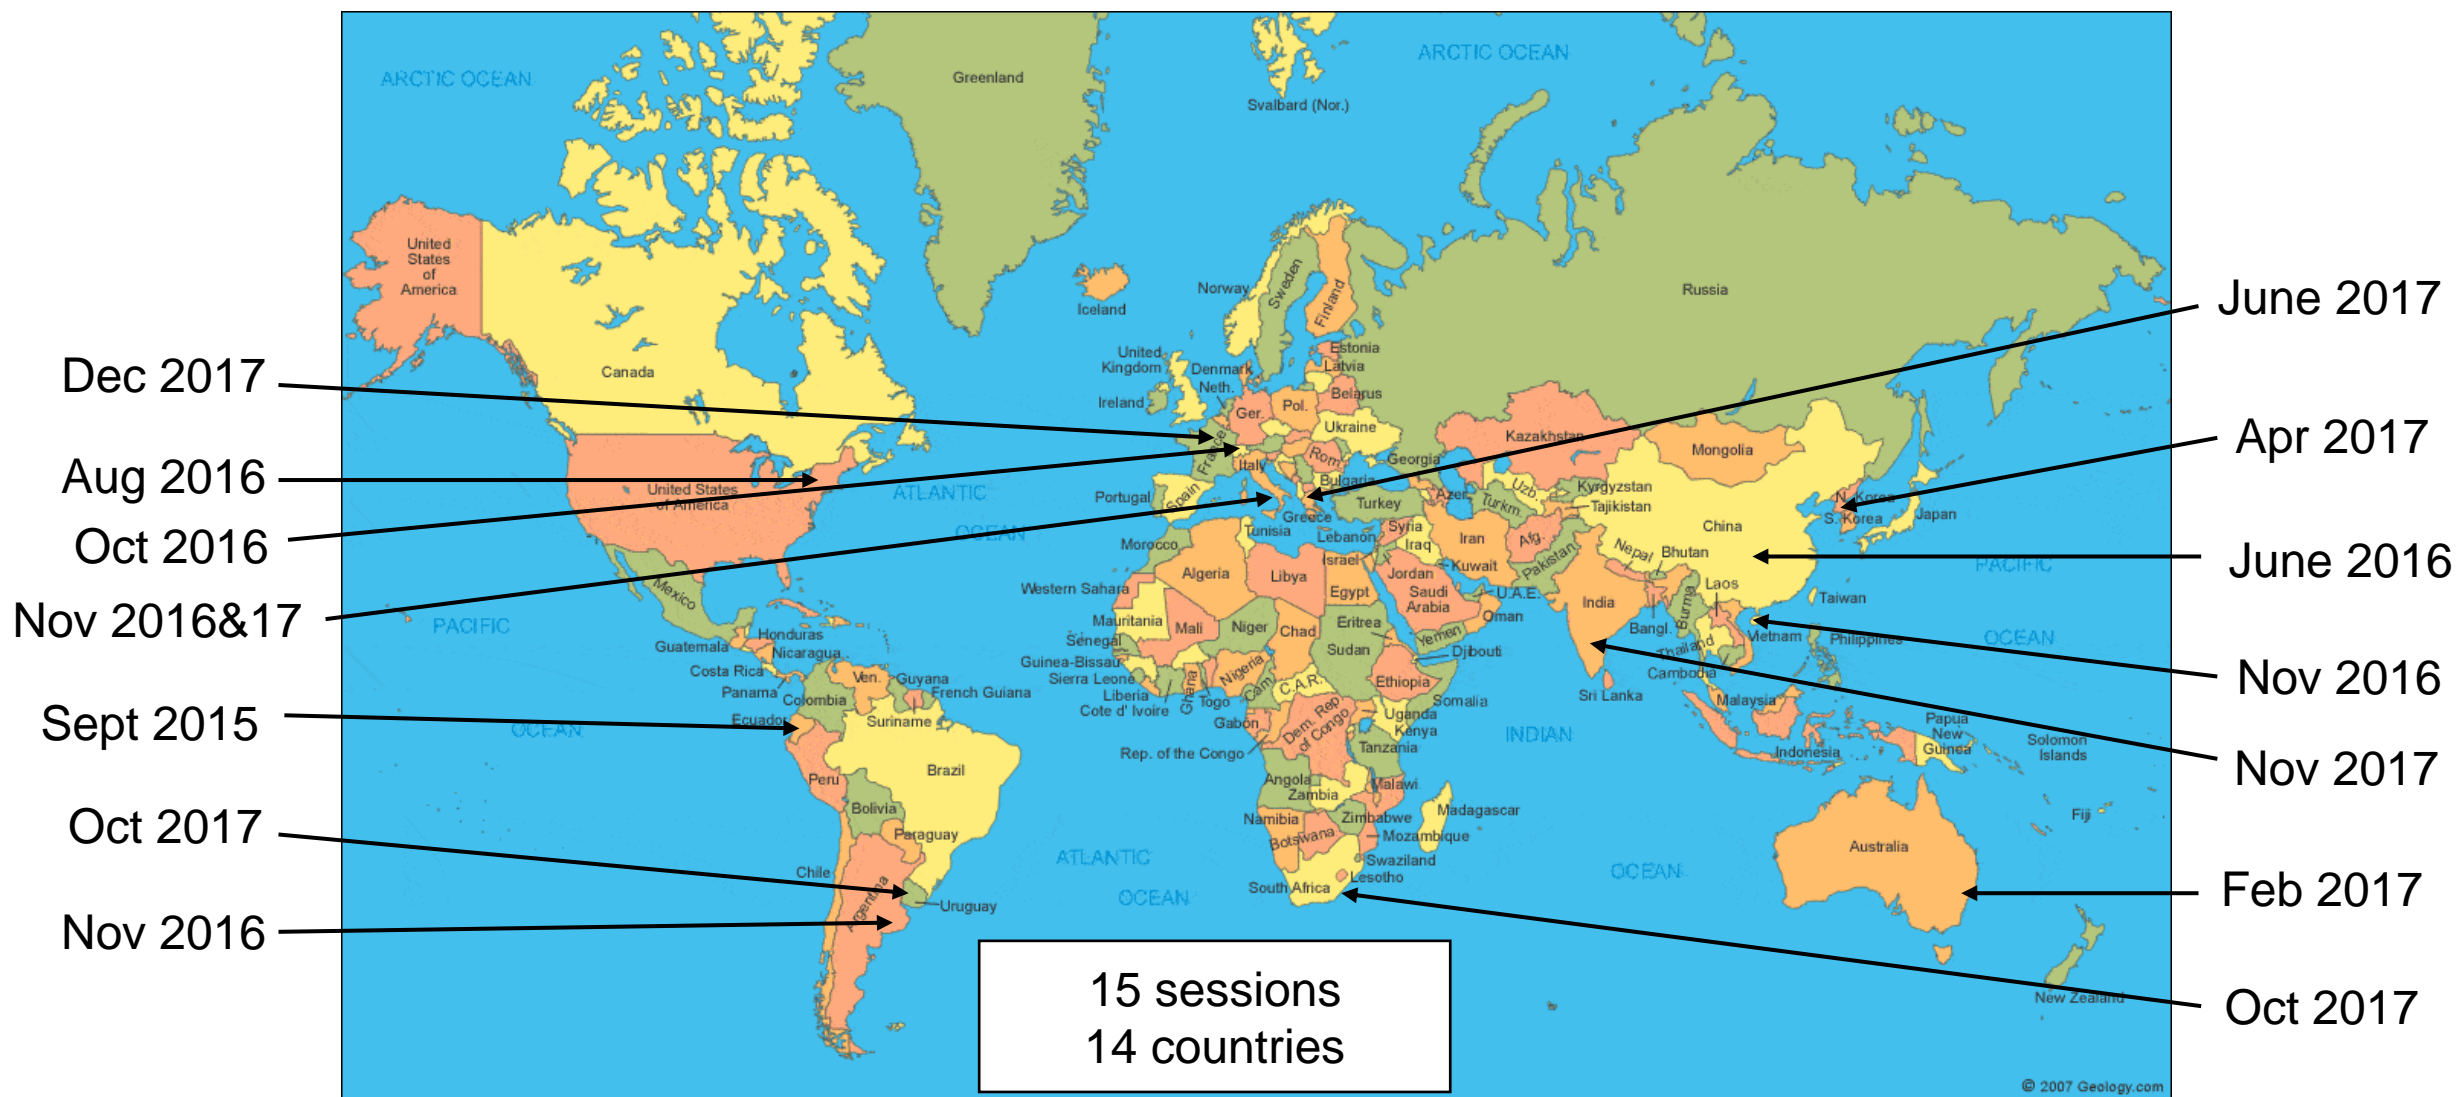 ARCTIC OCEAN
ARCTIC OCEAN
Greenland
Svalbard (Nor.)
United
States
of
America
Canada
Iceland
Norway
Sweden
Finland
Russia
June 2017
Dec 2017
United
Kingdom
Denmark
Neth.
Ireland
Estonia
Latvia
Belarus
Ger.
Pol.
Ukraine
France
Kazakhstan
Mongolia
Apr 2017
Aug 2016
United States
of America
ATLANTIC
OCEAN
Portugal
Spain
Italy
Rom.
Bulgaria
Georgia
Greece
Turkey
Azer.
Uzb.
Turkm.
Kyrgyzstan
Tajikistan
China
N. Korea
S. Korea
Japan
Oct 2016
Morocco
Tunisia
Lebanon
Syria
Iraq
Israel
Iran
Afg.
Pakistan
Nepal
Bhutan
Laos
PACIFIC
June 2016
Mexico
Western Sahara
Algeria
Libya
Egypt
Jordan
Kuwait
Saudi
Arabia
U.A.E.
Oman
India
Burma
Taiwan
Nov 2016&17
PACIFIC
Guatemala
Honduras
Nicaragua
Mauritania
Mali
Niger
Chad
Eritrea
Sudan
Yemen
Djibouti
Bangl.
Thailand
Vietnam
Philippines
OCEAN
Costa Rica
Panama
Ven.
Guyana
French Guiana
Colombia
Senegal
Guinea-Bissau
Sierra Leone
Liberia
Cote d' Ivoire
Ghana
Togo
Nigeria
Cam.
C.A.R.
Ethiopia
Somalia
Sri Lanka
Cambodia
Malaysia
Nov 2016
Sept 2015
OCEAN
Ecuador
Suriname
Gabon
Rep. of the Congo
Dem. Rep
of Congo
Uganda
Kenya
Tanzania
INDIAN
Indonesia
Papua
New
Guinea
Solomon
Islands
Nov 2017
Peru
Brazil
Bolivia
Angola
Zambia
Malawi
Madagascar
Oct 2017
Paraguay
Namibia
Botswana
Zimbabwe
Mozambique
Fiji
Chile
Argentina
Uruguay
ATLANTIC
OCEAN
South Africa
Swaziland
Lesotho
OCEAN
Australia
Feb 2017
Nov 2016
New Zealand
Oct 2017
15 sessions
14 countries
© 2007 Geology.com